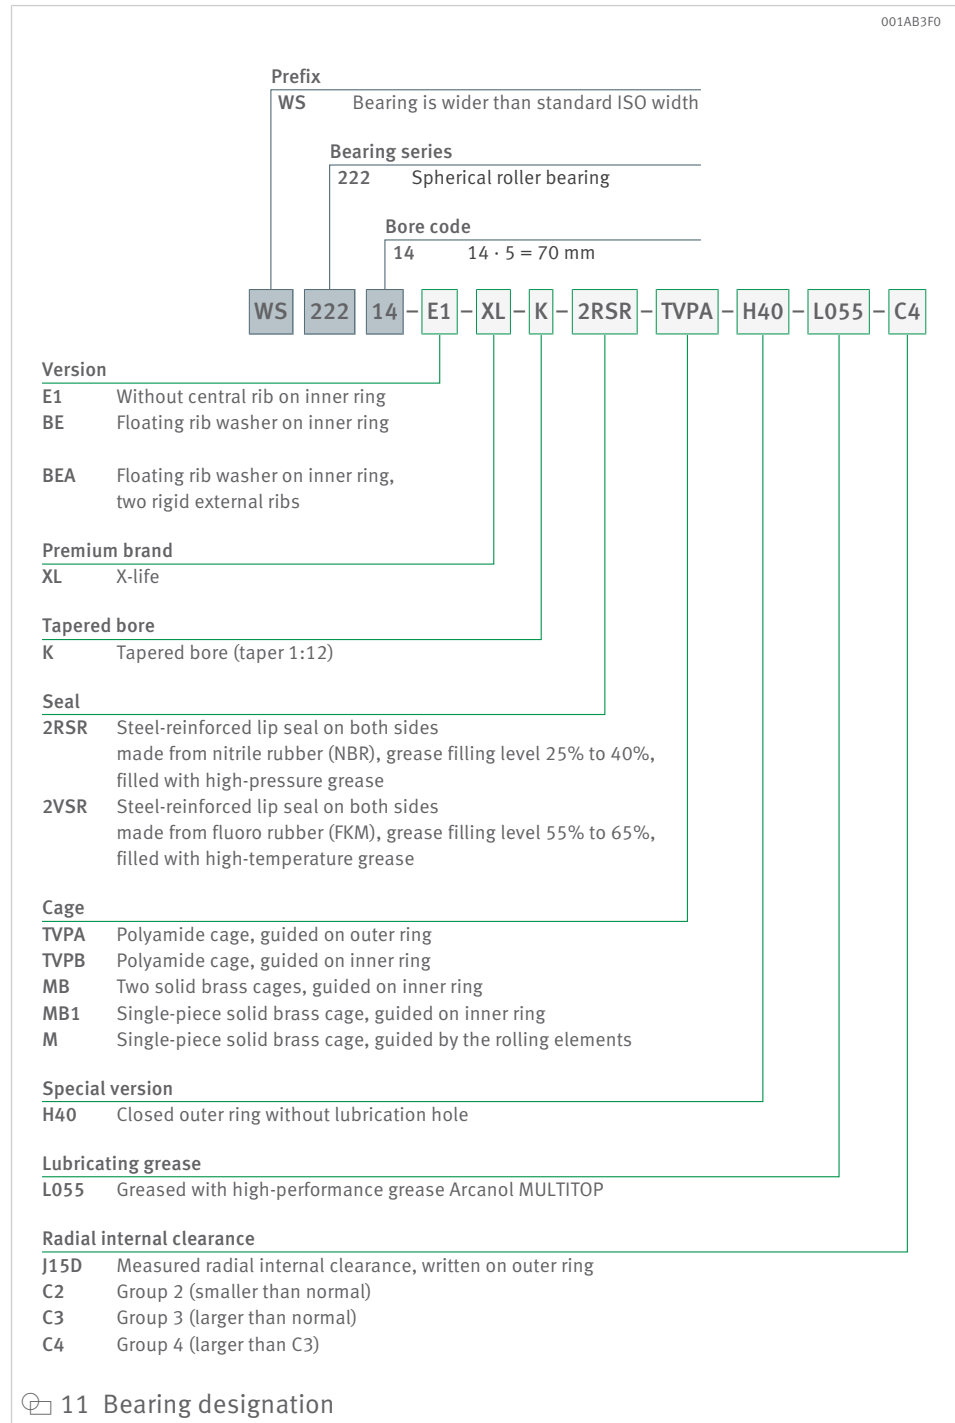 001AB3F0
Prefix
WS Bearing is wider than standard ISO width
Bearing series
222 Spherical roller bearing
Bore code
14 14 · 5 = 70 mm
WS 222 14 – E1 – XL – K – 2RSR – TVPA – H40 – L055 – C4
Version
E1 Without central rib on inner ring
BE Floating rib washer on inner ring
BEA Floating rib washer on inner ring,
two rigid external ribs
Premium brand
XL X-life
Tapered bore
K Tapered bore (taper 1:12)
Seal
2RSR Steel-reinforced lip seal on both sides
made from nitrile rubber (NBR), grease filling level 25% to 40%,
filled with high-pressure grease
2VSR Steel-reinforced lip seal on both sides
made from fluoro rubber (FKM), grease filling level 55% to 65%,
filled with high-temperature grease
Cage
TVPA Polyamide cage, guided on outer ring
TVPB Polyamide cage, guided on inner ring
MB Two solid brass cages, guided on inner ring
MB1 Single-piece solid brass cage, guided on inner ring
M Single-piece solid brass cage, guided by the rolling elements
Special version
H40 Closed outer ring without lubrication hole
Lubricating grease
L055 Greased with high-performance grease Arcanol MULTITOP
Radial internal clearance
J15D Measured radial internal clearance, written on outer ring
C2 Group 2 (smaller than normal)
C3 Group 3 (larger than normal)
C4 Group 4 (larger than C3)
11 Bearing designation